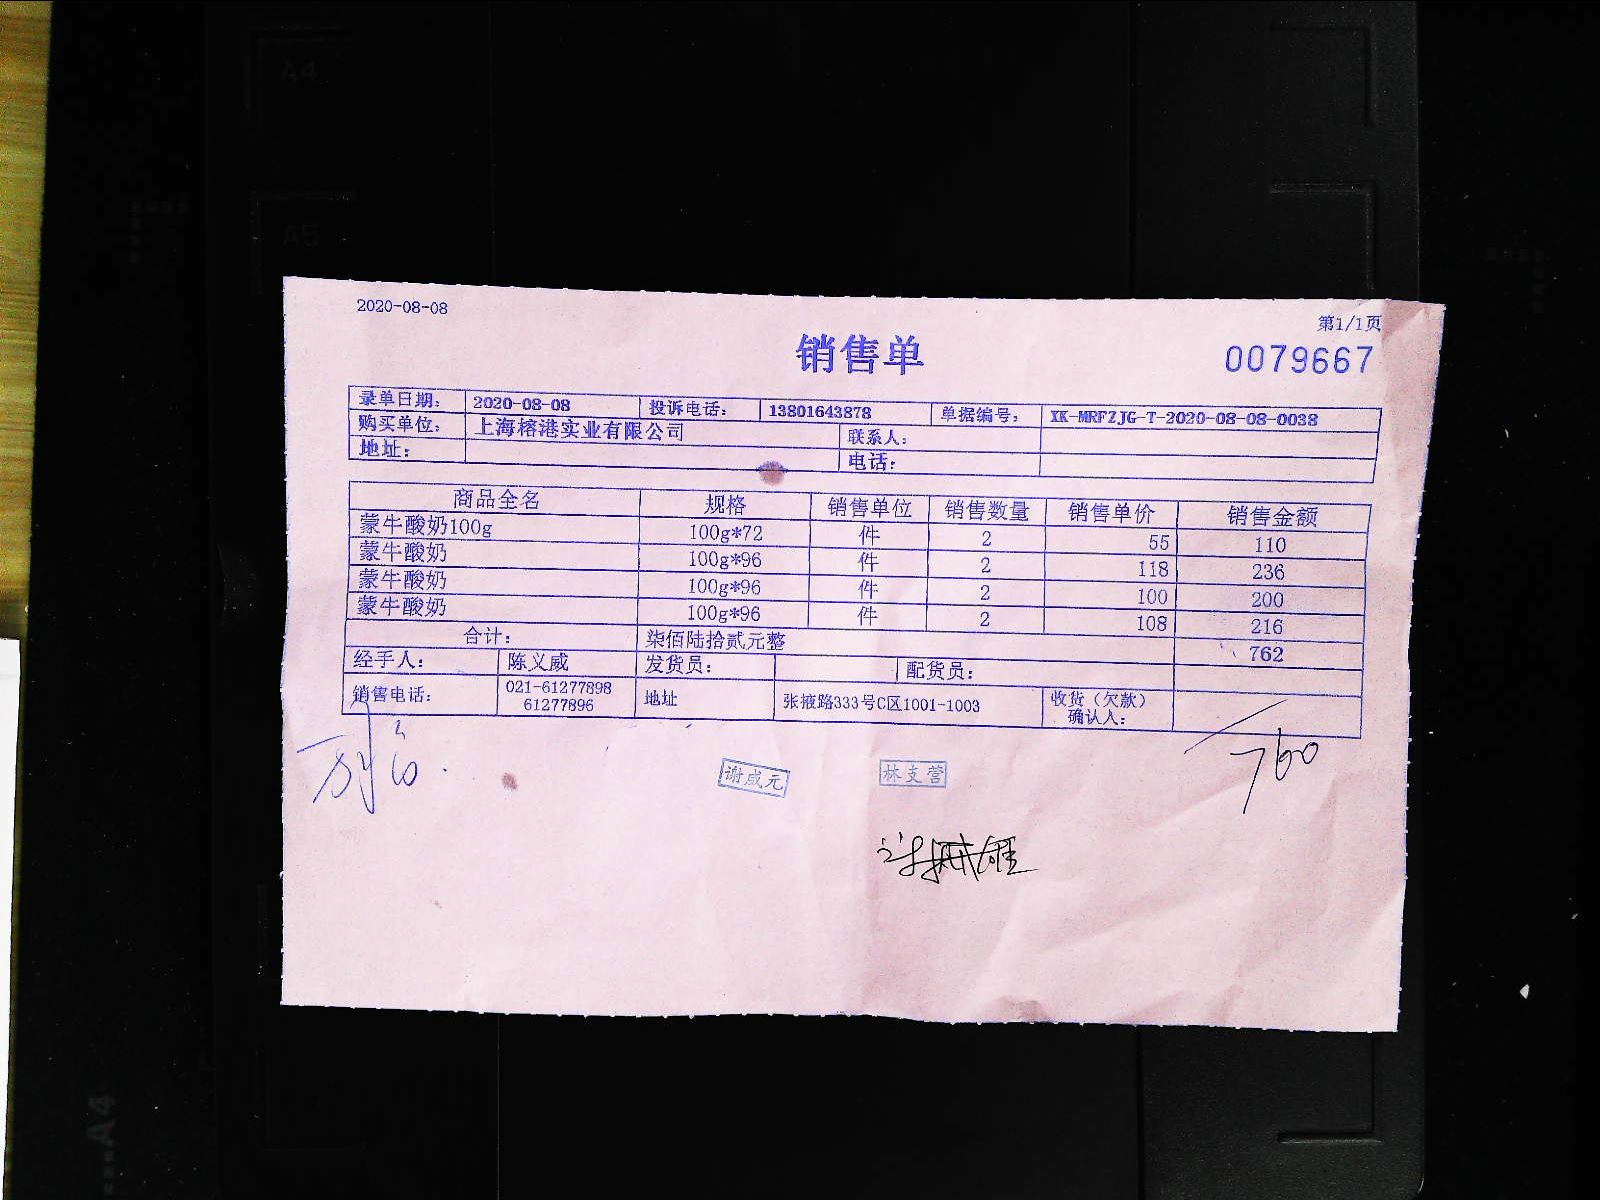 A4
A5
2020-08-08
第1/1页
销售单
0079667
录单日期: 2020-08-08 投诉电话: 13801643878 单据编号: XK-MRFZJG-T-2020-08-08-0038
购买单位: 上海榕港实业有限公司 联系人:
地址: 电话:
商品全名 规格 销售单位 销售数量 销售单价 销售金额
蒙牛酸奶100g 100g*72 件 2 55 110
蒙牛酸奶 100g*96 件 2 118 236
蒙牛酸奶 100g*96 件 2 100 200
蒙牛酸奶 100g*96 件 2 108 216
合计: 柒佰陆拾贰元整 762
经手人: 陈义威 发货员: 配货员:
销售电话: 021-61277898 61277896 地址 张掖路333号C区1001-1003 收货（欠款）确认人:
760
谢咸元 林支营
A4